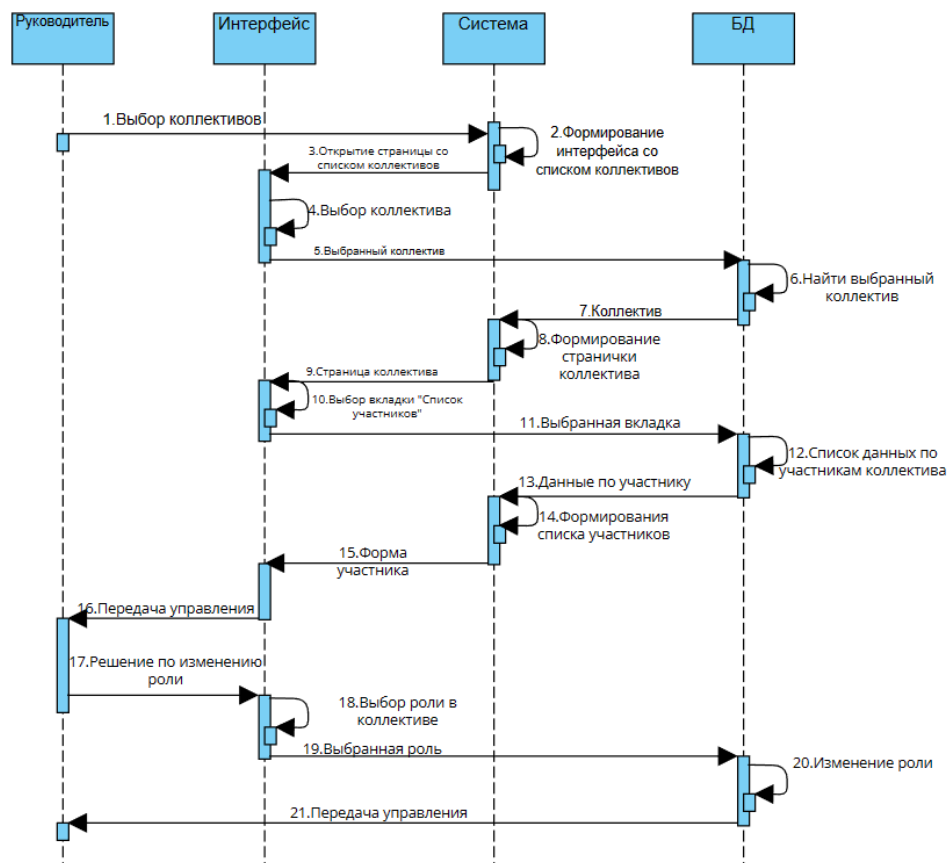 Руководитель
Интерфейс
Система
БД
1.Выбор коллективов
2.Формирование
интерфейса со
списком коллективов
3.Открытие страницы со
списком коллективов
4.Выбор коллектива
5.Выбранный коллектив
6.Найти выбранный
коллектив
7.Коллектив
8.Формирование
странички
коллектива
9.Страница коллектива
10.Выбор вкладки "Список
участников"
11.Выбранная вкладка
12.Список данных по
участникам коллектива
13.Данные по участнику
14.Формирования
списка участников
15.Форма
участника
16.Передача управления
17.Решение по изменению
роли
18.Выбор роли в
коллективе
19.Выбранная роль
20.Изменение роли
21.Передача управления